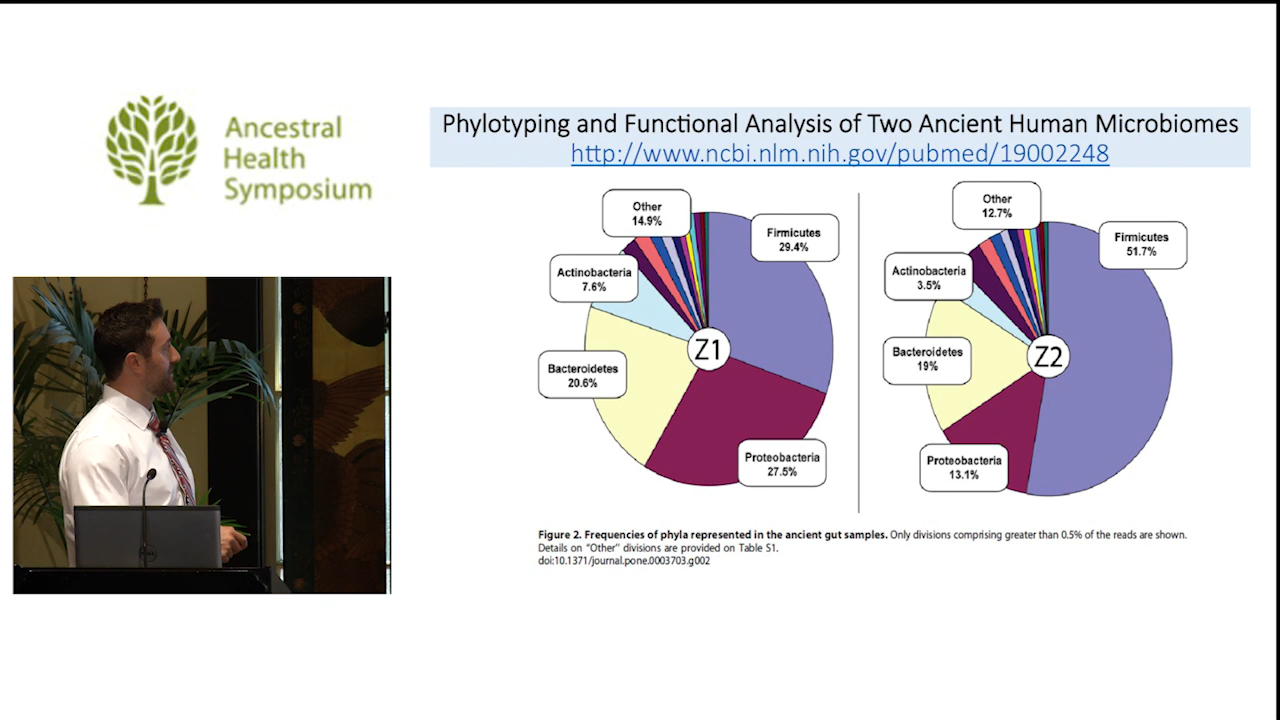 Ancestral
Health
Symposium
Phylotyping and Functional Analysis of Two Ancient Human Microbiomes
http://www.ncbi.nlm.nih.gov/pubmed/19002248
Other
14.9%
Firmicutes
29.4%
Actinobacteria
7.6%
Bacteroidetes
20.6%
Proteobacteria
27.5%
Z1
Other
12.7%
Firmicutes
51.7%
Actinobacteria
3.5%
Bacteroidetes
19%
Proteobacteria
13.1%
Z2
Figure 2. Frequencies of phyla represented in the ancient gut samples. Only divisions comprising greater than 0.5% of the reads are shown.
Details on "Other" divisions are provided on Table S1.
doi:10.1371/journal.pone.0003703.g002